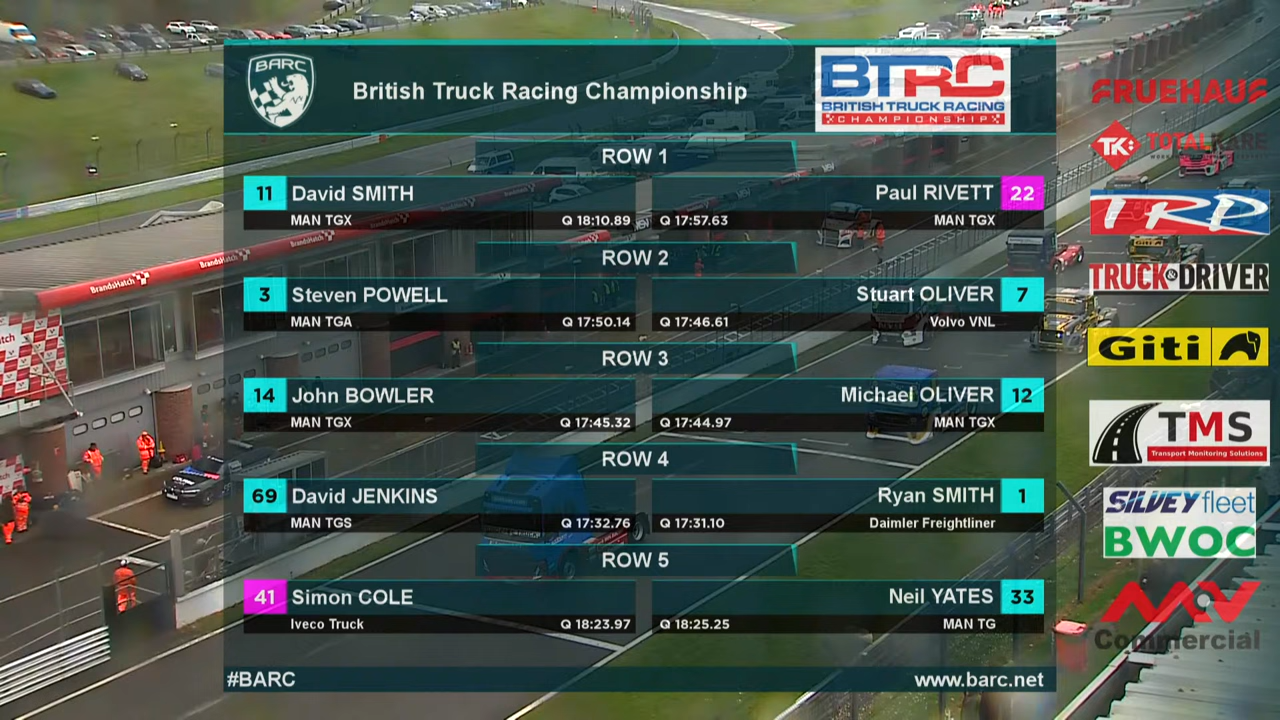 BARC
British Truck Racing Championship
BTRC
BRITISH TRUCK RACING
CHAMPIONSHIP
ROW 1
11 David SMITH
MAN TGX Q 18:10.89
Paul RIVETT 22
Q 17:57.63 MAN TGX
ROW 2
3 Steven POWELL
MAN TGA Q 17:50.14
Stuart OLIVER 7
Q 17:46.61 Volvo VNL
ROW 3
14 John BOWLER
MAN TGX Q 17:45.32
Michael OLIVER 12
Q 17:44.97 MAN TGX
ROW 4
69 David JENKINS
MAN TGS Q 17:32.76
Ryan SMITH 1
Q 17:31.10 Daimler Freightliner
ROW 5
41 Simon COLE
Iveco Truck Q 18:23.97
Neil YATES 33
Q 18:25.25 MAN TG
#BARC
www.barc.net
FRUEHAUF
TK:
TOTALKARE
TRP
TRUCK & DRIVER
Giti
TMS
Transport Monitoring Solutions
SILVEY fleet
BWOC
MV
Commercial
BrandsHatch
BrandsHatch
BrandsHatch